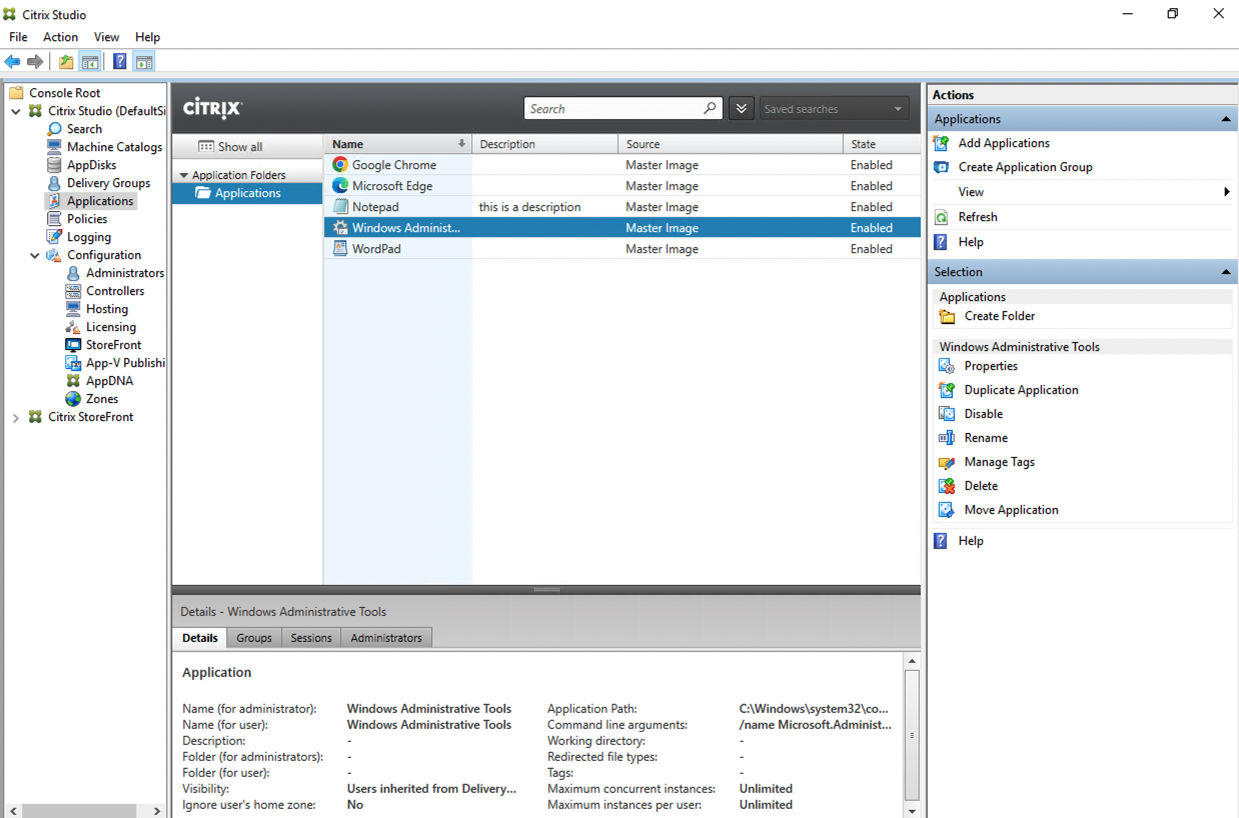 Citrix Studio
File Action View Help
Console Root
Citrix Studio (DefaultSi
Search
Machine Catalogs
AppDisks
Delivery Groups
Applications
Policies
Logging
Configuration
Administrators
Controllers
Hosting
Licensing
StoreFront
App-V Publishi
AppDNA
Zones
Citrix StoreFront
CITRIX
Search
Saved searches
Show all
Application Folders
Applications
Name Description Source State
Google Chrome Master Image Enabled
Microsoft Edge Master Image Enabled
Notepad this is a description Master Image Enabled
Windows Administ... Master Image Enabled
WordPad Master Image Enabled
Details - Windows Administrative Tools
Details Groups Sessions Administrators
Application
Name (for administrator): Windows Administrative Tools Application Path: C:\Windows\system32\co...
Name (for user): Windows Administrative Tools Command line arguments: /name Microsoft.Administ...
Description: - Working directory: -
Folder (for administrators): - Redirected file types: -
Folder (for user): - Tags: -
Visibility: Users inherited from Delivery... Maximum concurrent instances: Unlimited
Ignore user's home zone: No Maximum instances per user: Unlimited
Actions
Applications
Add Applications
Create Application Group
View
Refresh
Help
Selection
Applications
Create Folder
Windows Administrative Tools
Properties
Duplicate Application
Disable
Rename
Manage Tags
Delete
Move Application
Help